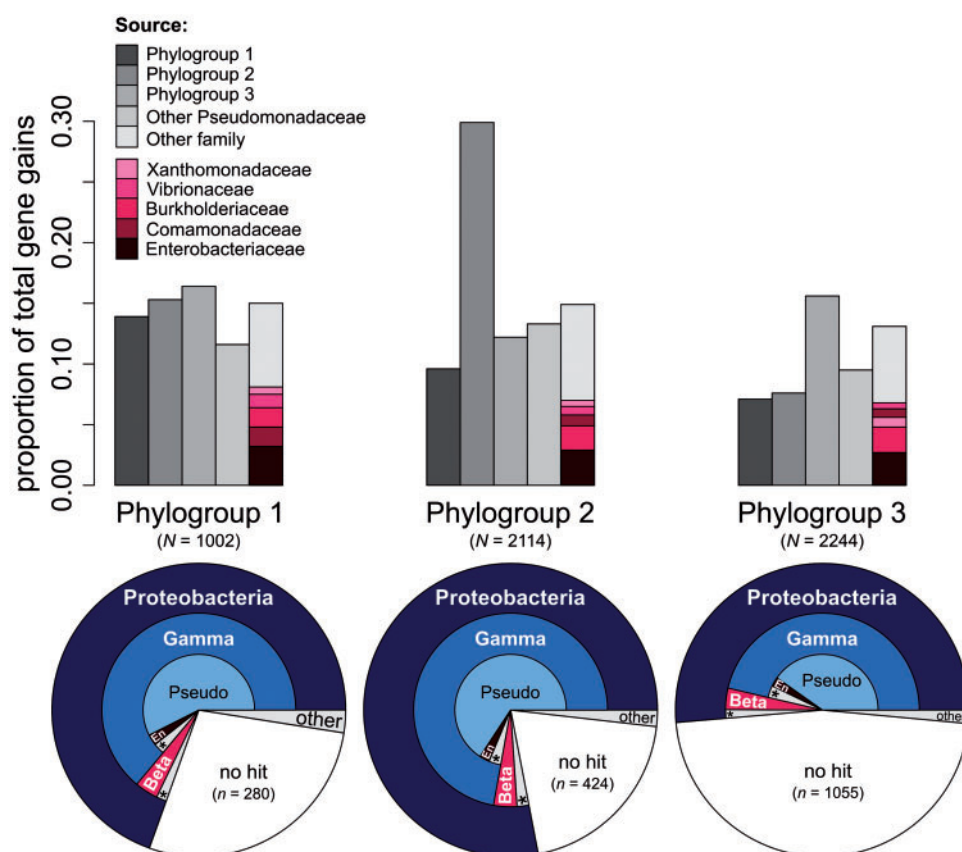 Source:
Phylogroup 1
Phylogroup 2
Phylogroup 3
Other Pseudomonadaceae
Other family
Xanthomonadaceae
Vibrionaceae
Burkholderiaceae
Comamonadaceae
Enterobacteriaceae
proportion of total gene gains
0.30
0.20
0.10
0.00
Phylogroup 1
(N = 1002)
Phylogroup 2
(N = 2114)
Phylogroup 3
(N = 2244)
Proteobacteria
Gamma
Pseudo
En
*
Beta
*
other
no hit
(n = 280)
Proteobacteria
Gamma
Pseudo
En
*
Beta
*
other
no hit
(n = 424)
Proteobacteria
Gamma
Pseudo
En
*
Beta
*
other
no hit
(n = 1055)